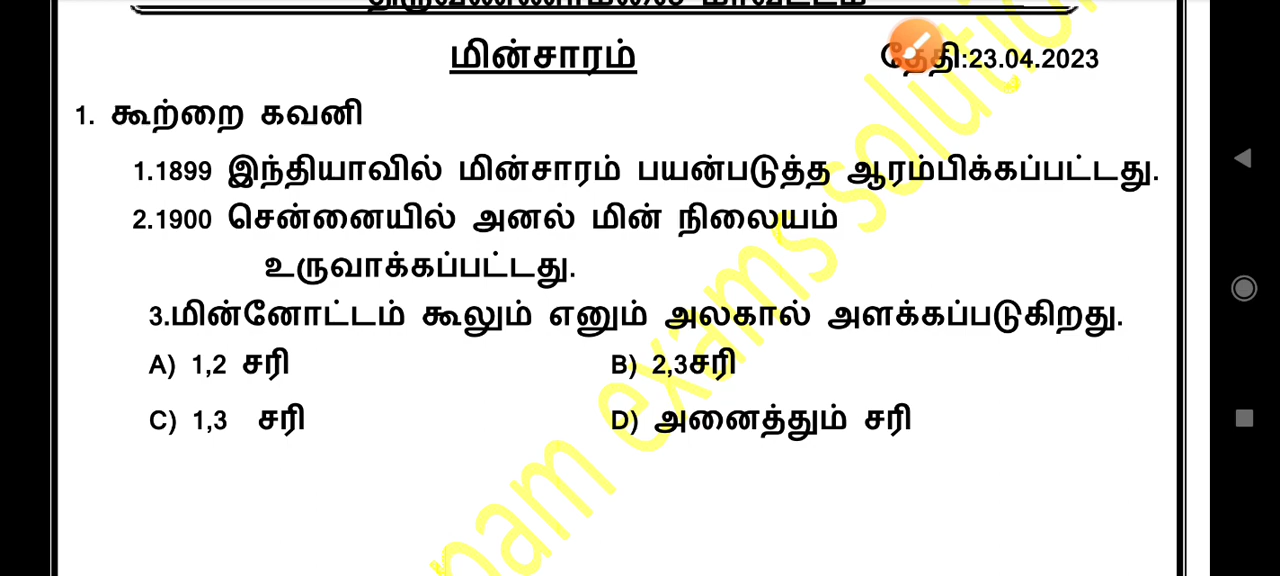 மின்சாரம்
தேதி:23.04.2023
1. கூற்றை கவனி
1.1899 இந்தியாவில் மின்சாரம் பயன்படுத்த ஆரம்பிக்கப்பட்டது.
2.1900 சென்னையில் அனல் மின் நிலையம்
உருவாக்கப்பட்டது.
3.மின்னோட்டம் கூலும் எனும் அலகால் அளக்கப்படுகிறது.
A) 1,2 சரி B) 2,3சரி
C) 1,3 சரி D) அனைத்தும் சரி
exams solution